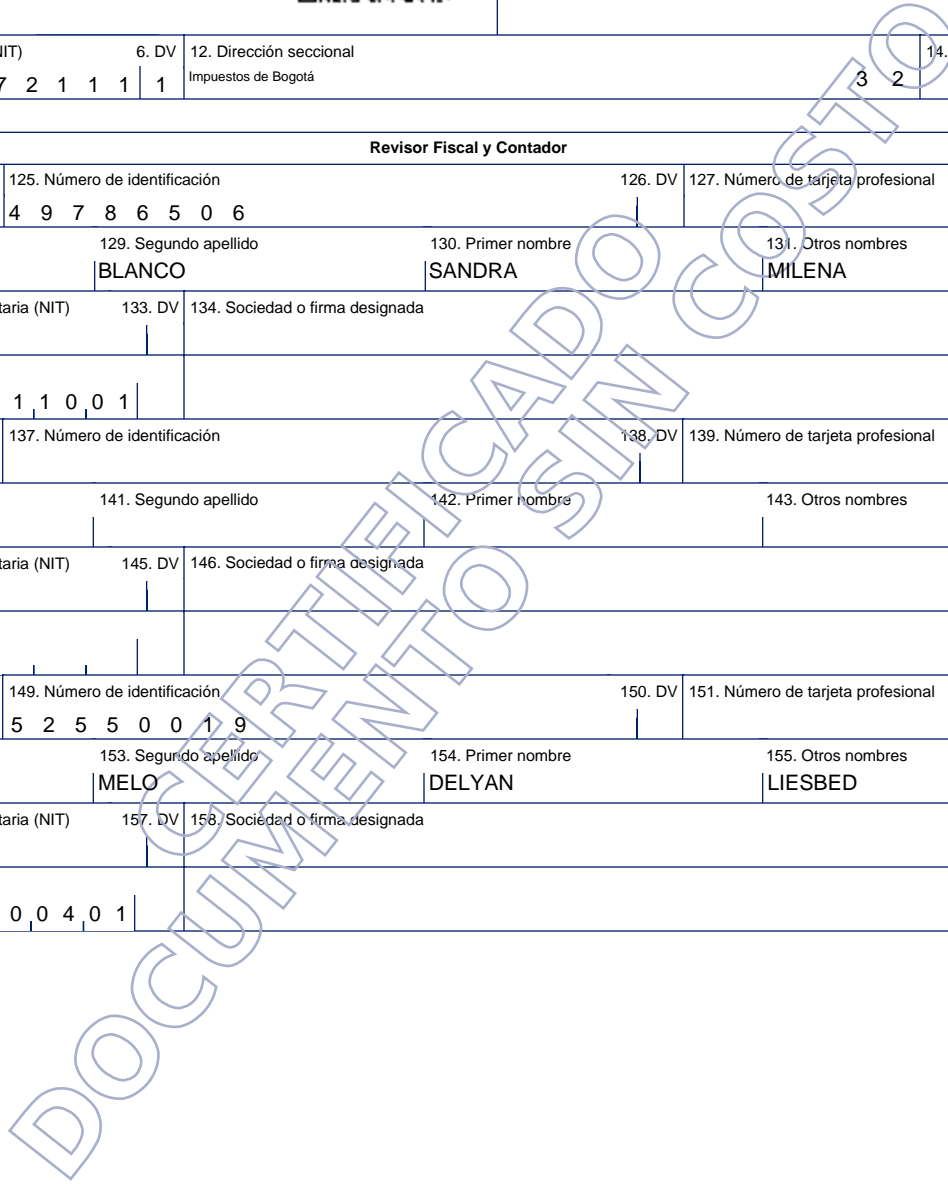 NIT) 6. DV 12. Dirección seccional 14.
7 2 1 1 1 1 Impuestos de Bogotá 3 2
Revisor Fiscal y Contador
125. Número de identificación 126. DV 127. Número de tarjeta profesional
4 9 7 8 6 5 0 6
129. Segundo apellido 130. Primer nombre 131. Otros nombres
BLANCO SANDRA MILENA
taria (NIT) 133. DV 134. Sociedad o firma designada
1 1 0 0 1
137. Número de identificación 138. DV 139. Número de tarjeta profesional
141. Segundo apellido 142. Primer nombre 143. Otros nombres
taria (NIT) 145. DV 146. Sociedad o firma designada
149. Número de identificación 150. DV 151. Número de tarjeta profesional
5 2 5 5 0 0 1 9
153. Segundo apellido 154. Primer nombre 155. Otros nombres
MELO DELYAN LIESBED
taria (NIT) 157. DV 158. Sociedad o firma designada
0 0 4 0 1
CERTIFICADO
DOCUMENTO SIN COSTO